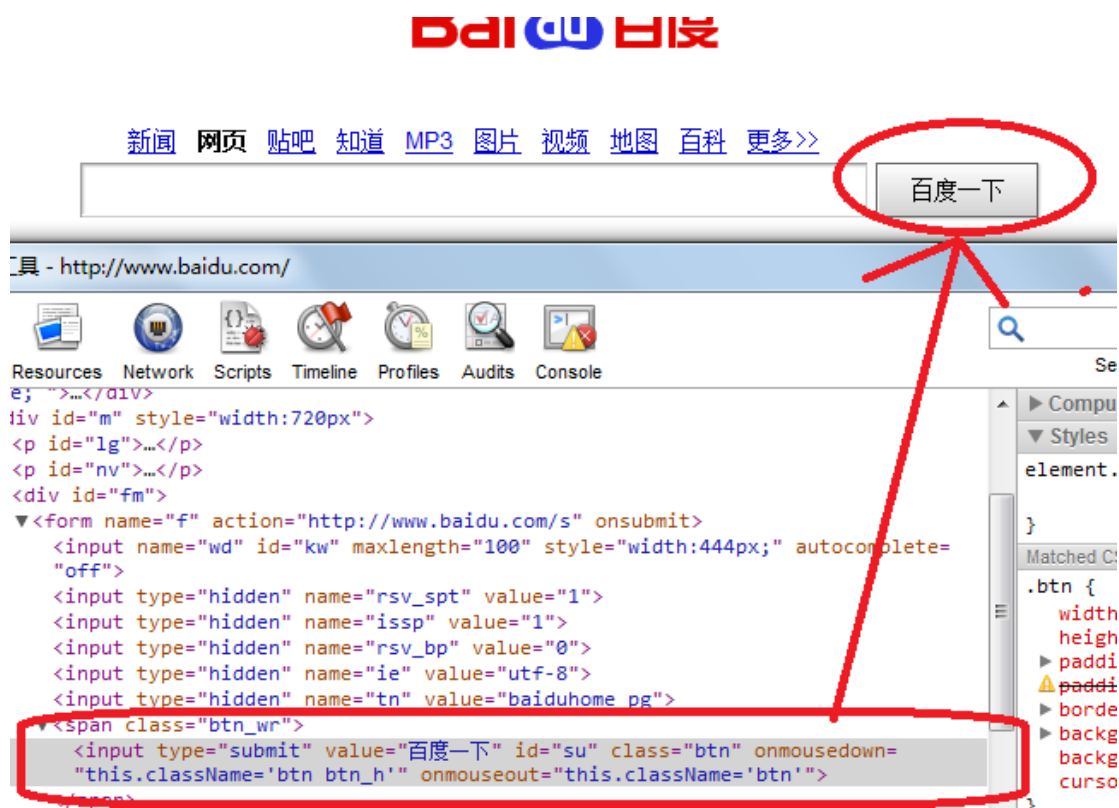 Bai du 百度
新闻 网页 贴吧 知道 MP3 图片 视频 地图 百科 更多>>
百度一下
具 - http://www.baidu.com/
Resources Network Scripts Timeline Profiles Audits Console
Se
e; ">…</div>
div id="m" style="width:720px">
<p id="lg">…</p>
<p id="nv">…</p>
<div id="fm">
▼<form name="f" action="http://www.baidu.com/s" onsubmit>
<input name="wd" id="kw" maxlength="100" style="width:444px;" autocomplete=
"off">
<input type="hidden" name="rsv_spt" value="1">
<input type="hidden" name="issp" value="1">
<input type="hidden" name="rsv_bp" value="0">
<input type="hidden" name="ie" value="utf-8">
<input type="hidden" name="tn" value="baiduhome_pg">
▼<span class="btn_wr">
<input type="submit" value="百度一下" id="su" class="btn" onmousedown=
"this.className='btn btn_h'" onmouseout="this.className='btn'">
</span>
▶ Compu
▼ Styles
element.
}
Matched CS
.btn {
width
heigh
▶ paddi
paddi
▶ borde
▶ backg
backg
curso
}